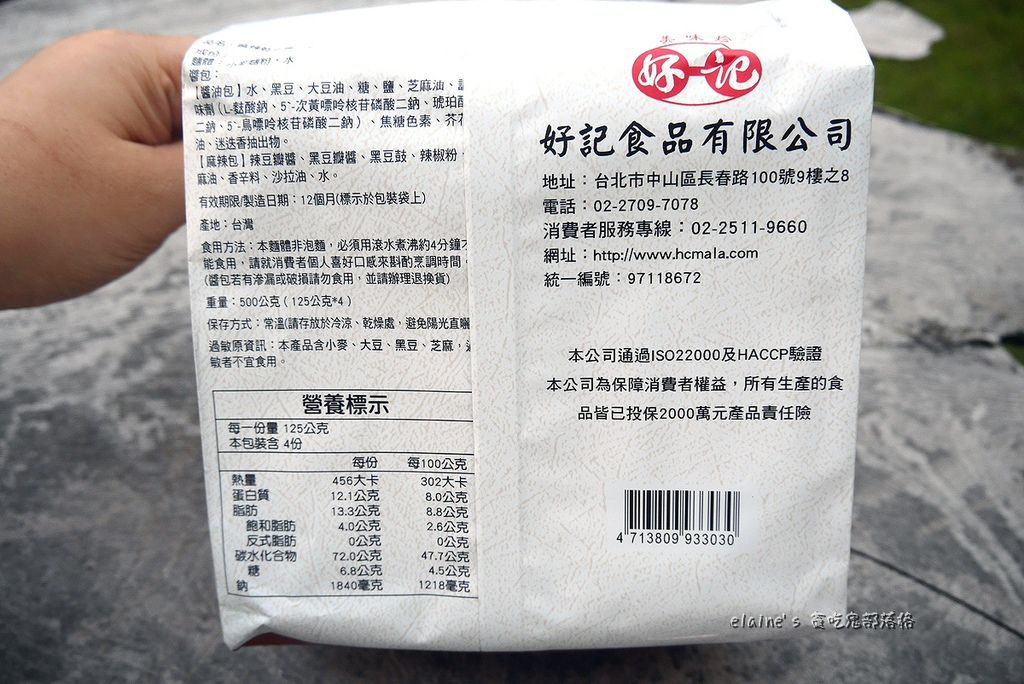 醬包：
【醬油包】水、黑豆、大豆油、糖、鹽、芝麻油、
味劑（L-麩酸鈉、5`-次黃嘌呤核苷磷酸二鈉、琥珀酸
二鈉、5`-鳥嘌呤核苷磷酸二鈉）、焦糖色素、芥花
油、迷迭香抽出物。
【麻辣包】辣豆瓣醬、黑豆瓣醬、黑豆鼓、辣椒粉
麻油、香辛料、沙拉油、水。
有效期限/製造日期：12個月(標示於包裝袋上)
產地：台灣
食用方法：本麵體非泡麵，必須用滾水煮沸約4分鐘才
能食用，請就消費者個人喜好口感來斟酌烹調時間。
(醬包若有滲漏或破損請勿食用，並請辦理退換貨)
重量：500公克（125公克*4）
保存方式：常溫(請存放於冷涼、乾燥處，避免陽光直曬
過敏原資訊：本產品含小麥、大豆、黑豆、芝麻，
敏者不宜食用。
營養標示
每一份量 125公克
本包裝含 4份
每份 每100公克
熱量 456大卡 302大卡
蛋白質 12.1公克 8.0公克
脂肪 13.3公克 8.8公克
飽和脂肪 4.0公克 2.6公克
反式脂肪 0公克 0公克
碳水化合物 72.0公克 47.7公克
糖 6.8公克 4.5公克
鈉 1840毫克 1218毫克
美味
好記
好記食品有限公司
地址：台北市中山區長春路100號9樓之8
電話：02-2709-7078
消費者服務專線：02-2511-9660
網址：http://www.hcmala.com
統一編號：97118672
本公司通過ISO22000及HACCP驗證
本公司為保障消費者權益，所有生產的食
品皆已投保2000萬元產品責任險
4 713809 933030
elaine's 貪吃鬼部落格